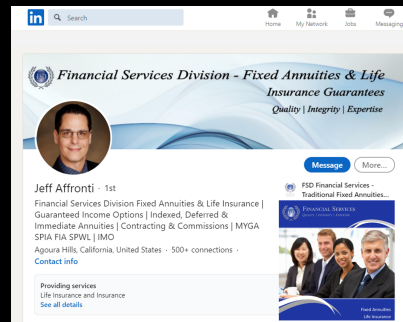 in
Search
Home
My Network
Jobs
Messaging
Financial Services Division - Fixed Annuities & Life
Insurance Guarantees
Quality | Integrity | Expertise
Message
More...
Jeff Affronti · 1st
Financial Services Division Fixed Annuities & Life Insurance |
Guaranteed Income Options | Indexed, Deferred &
Immediate Annuities | Contracting & Commissions | MYGA
SPIA FIA SPWL | IMO
Agoura Hills, California, United States · 500+ connections ·
Contact info
FSD Financial Services -
Traditional Fixed Annuities...
FINANCIAL SERVICES
Fixed Annuities
Life Insurance
Providing services
Life Insurance and Insurance
See all details